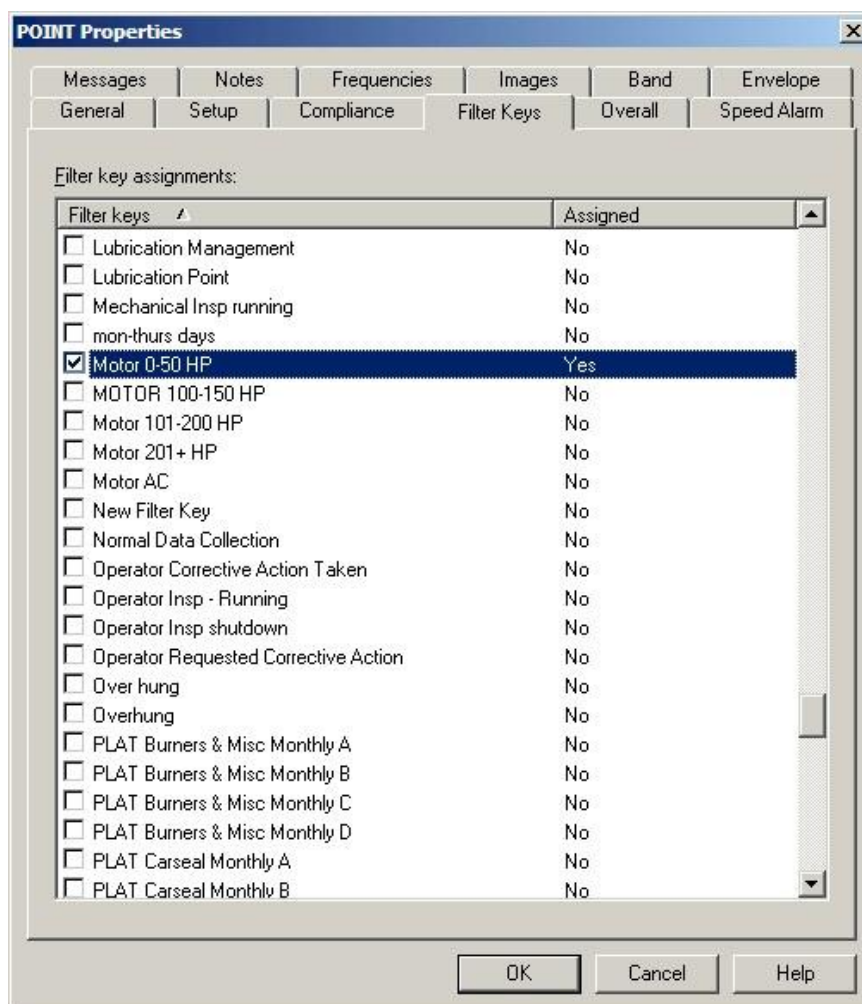 POINT Properties
Messages Notes Frequencies Images Band Envelope
General Setup Compliance Filter Keys Overall Speed Alarm
Filter key assignments:
Filter keys Assigned
Lubrication Management No
Lubrication Point No
Mechanical Insp running No
mon-thurs days No
Motor 0-50 HP Yes
MOTOR 100-150 HP No
Motor 101-200 HP No
Motor 201+ HP No
Motor AC No
New Filter Key No
Normal Data Collection No
Operator Corrective Action Taken No
Operator Insp - Running No
Operator Insp shutdown No
Operator Requested Corrective Action No
Over hung No
Overhung No
PLAT Burners & Misc Monthly A No
PLAT Burners & Misc Monthly B No
PLAT Burners & Misc Monthly C No
PLAT Burners & Misc Monthly D No
PLAT Carseal Monthly A No
PLAT Carseal Monthly B No
OK Cancel Help